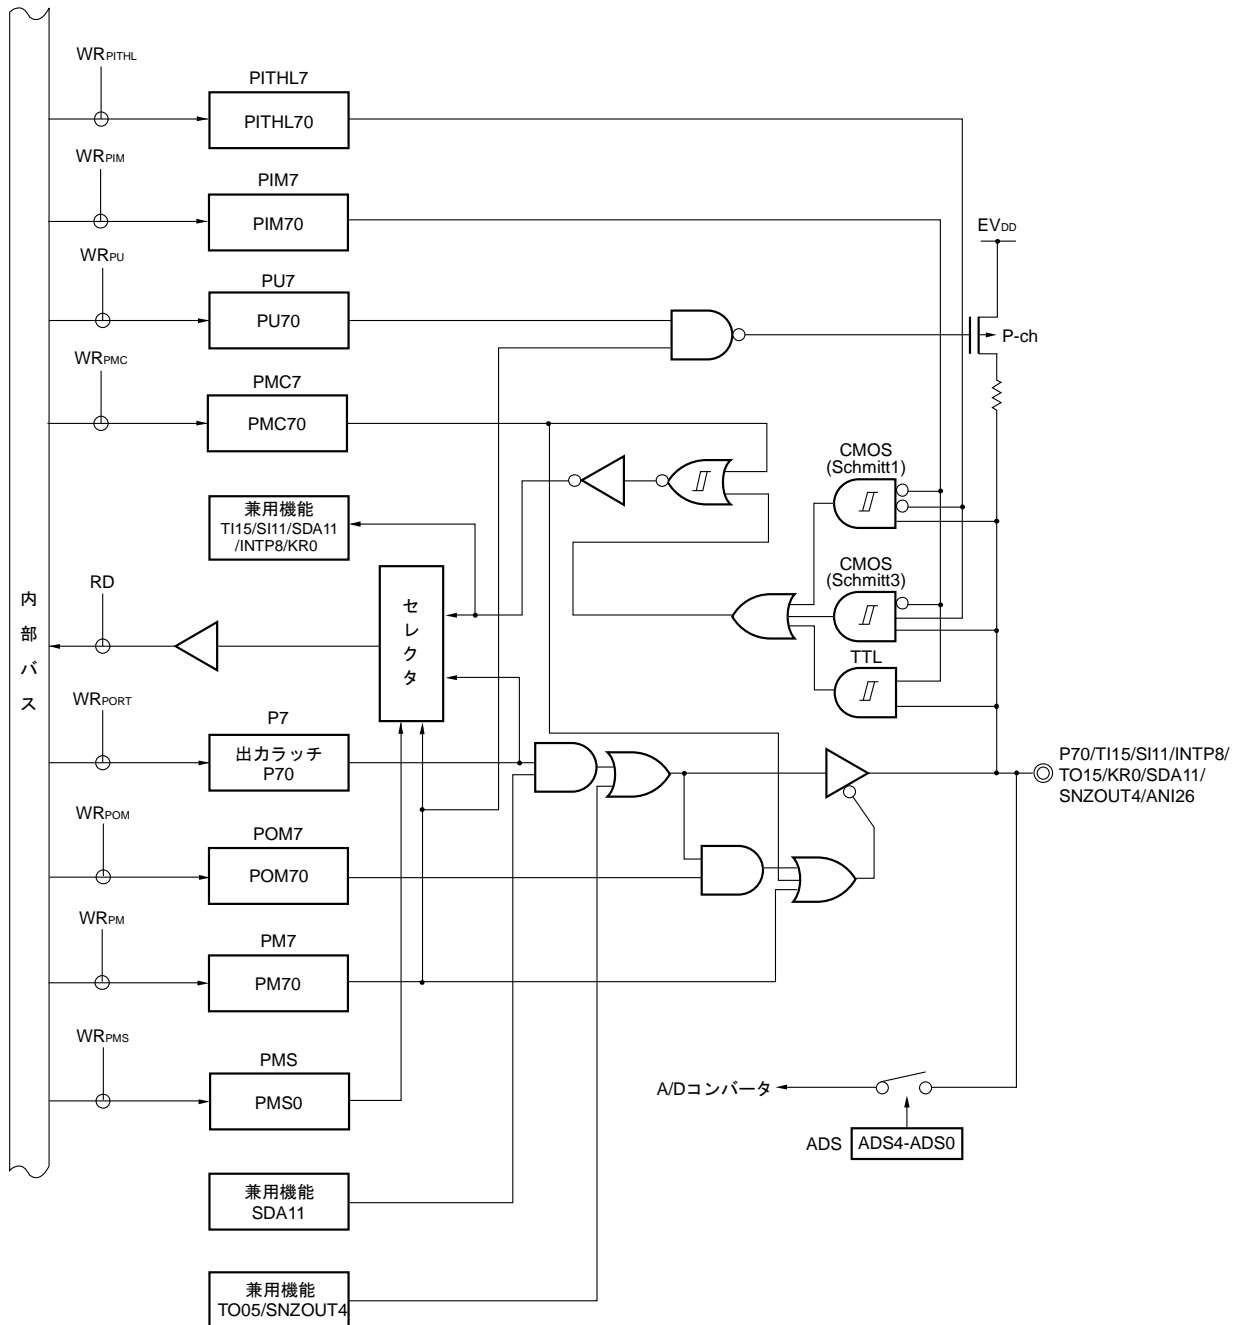 WRPITHL
PITHL7
PITHL70
WRPIM
PIM7
PIM70
EVDD
WRPU
PU7
PU70
P-ch
WRPMC
PMC7
PMC70
CMOS
(Schmitt1)
兼用機能
TI15/SI11/SDA11
/INTP8/KR0
CMOS
(Schmitt3)
RD
セレクタ
内部バス
TTL
WRPORT
P7
出力ラッチ
P70
P70/TI15/SI11/INTP8/
TO15/KR0/SDA11/
SNZOUT4/ANI26
WRPOM
POM7
POM70
WRPM
PM7
PM70
WRPMS
PMS
PMS0
A/Dコンバータ
ADS
ADS4-ADS0
兼用機能
SDA11
兼用機能
TO05/SNZOUT4